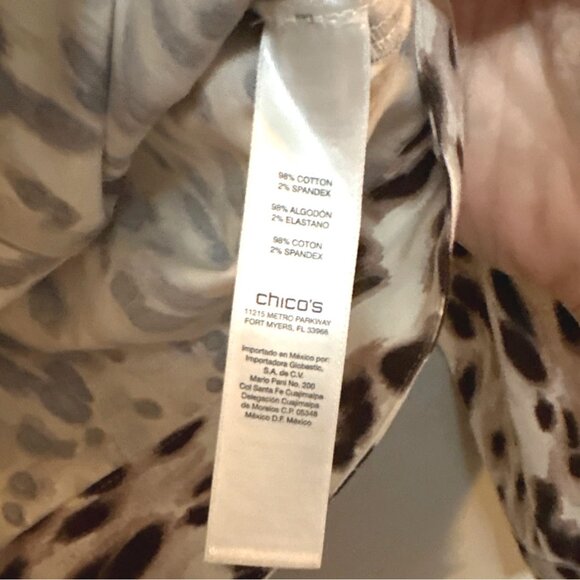 98% COTTON
2% SPANDEX
98% ALGODÓN
2% ELASTANO
98% COTON
2% SPANDEX
chico's
11215 METRO PARKWAY
FORT MYERS, FL 33966
Importado en México por:
Importadora Globastic,
S.A. de C.V.
Mario Pani No. 200
Col Santa Fe Cuajimalpa
Delegación Cuajimalpa
de Morelos C.P. 05348
México D.F. México